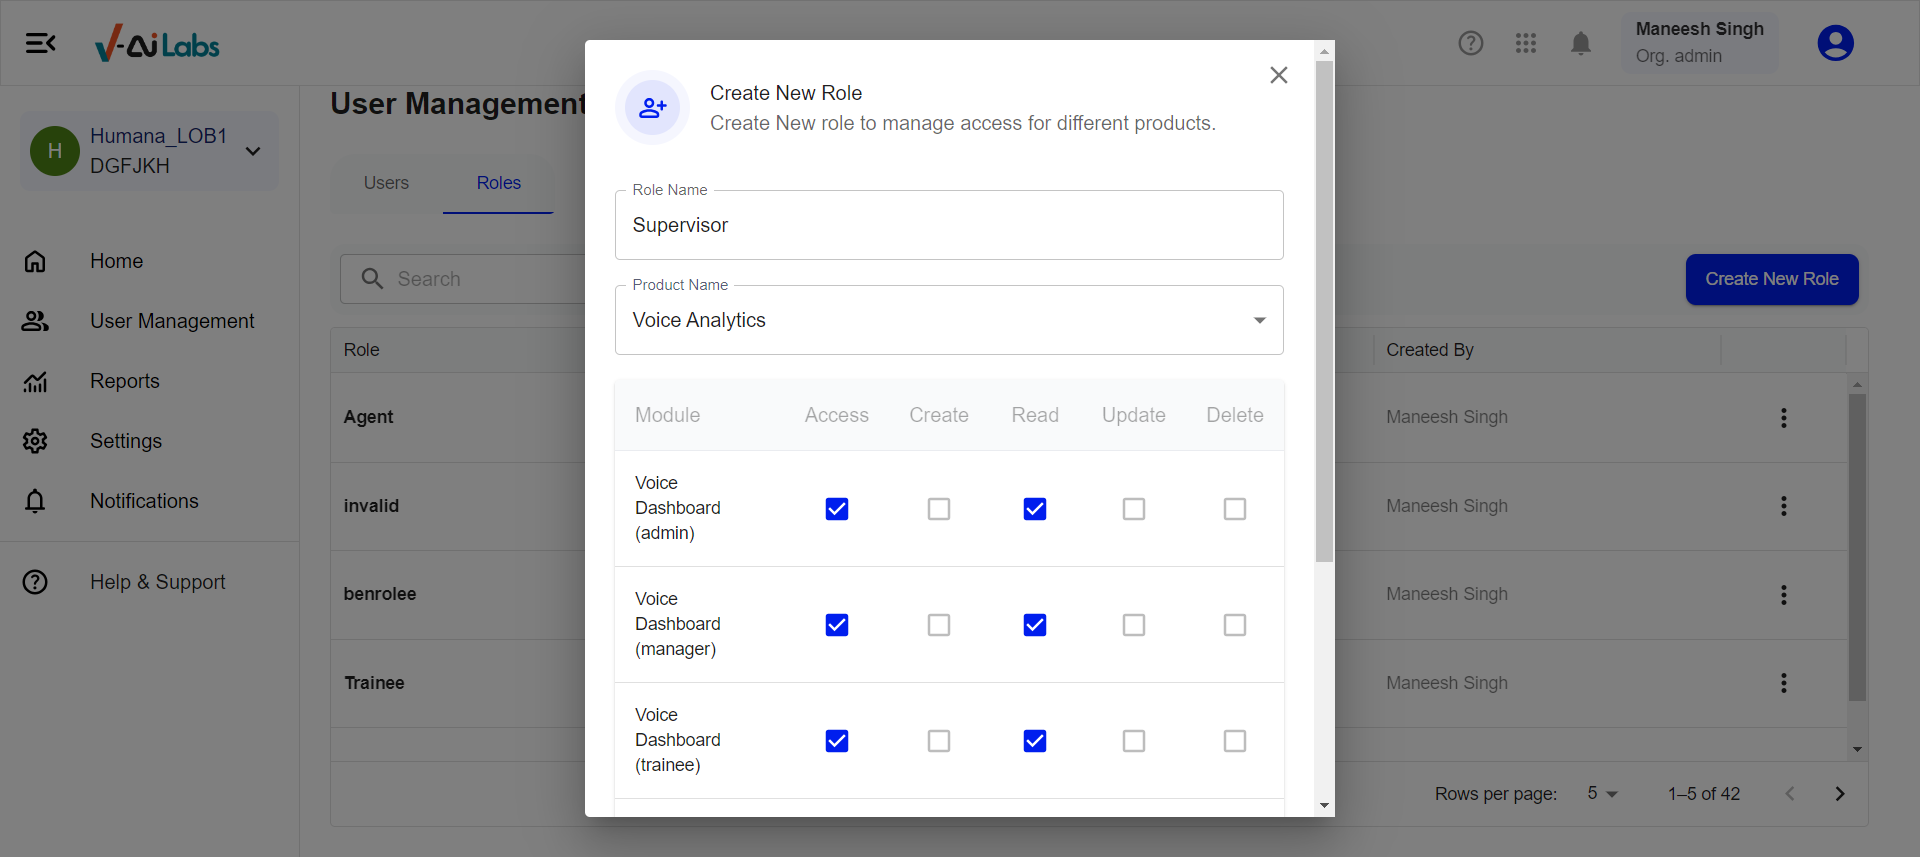 V-Ai Labs
Maneesh Singh
Org. admin
H
Humana_LOB1
DGFJKH
Home
User Management
Reports
Settings
Notifications
Help & Support
User Management
Users
Roles
Search
Create New Role
Role
Created By
Agent
Maneesh Singh
invalid
Maneesh Singh
benrolee
Maneesh Singh
Trainee
Maneesh Singh
Rows per page:
5
1–5 of 42
Create New Role
Create New role to manage access for different products.
Role Name
Supervisor
Product Name
Voice Analytics
Module Access Create Read Update Delete
Voice
Dashboard
(admin)
Voice
Dashboard
(manager)
Voice
Dashboard
(trainee)